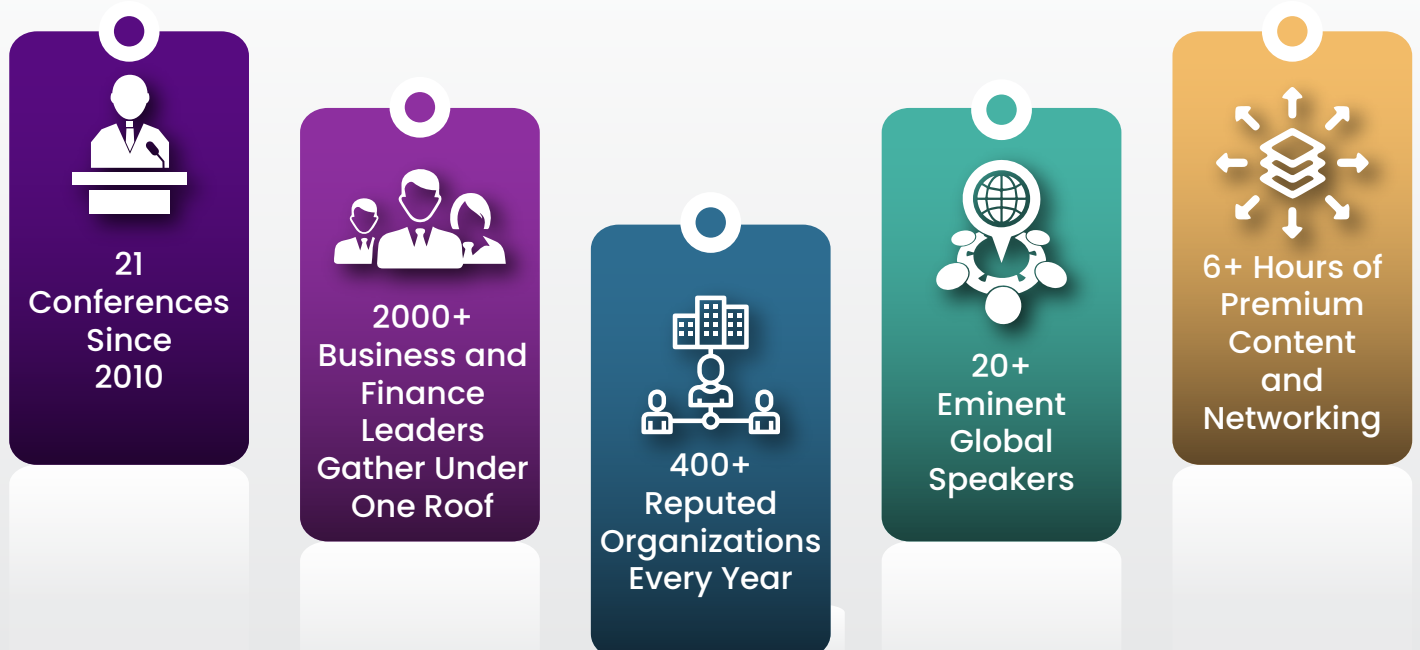 21
Conferences
Since
2010
2000+
Business and
Finance
Leaders
Gather Under
One Roof
400+
Reputed
Organizations
Every Year
20+
Eminent
Global
Speakers
6+ Hours of
Premium
Content
and
Networking